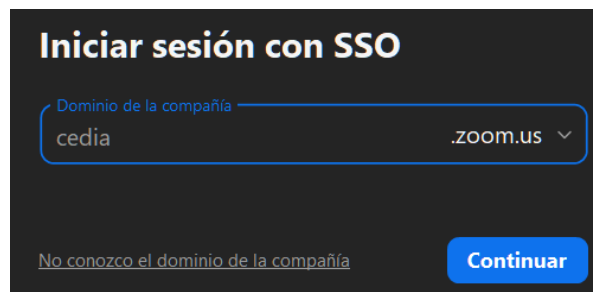 Iniciar sesión con SSO
Dominio de la compañía
cedia .zoom.us
No conozco el dominio de la compañía Continuar